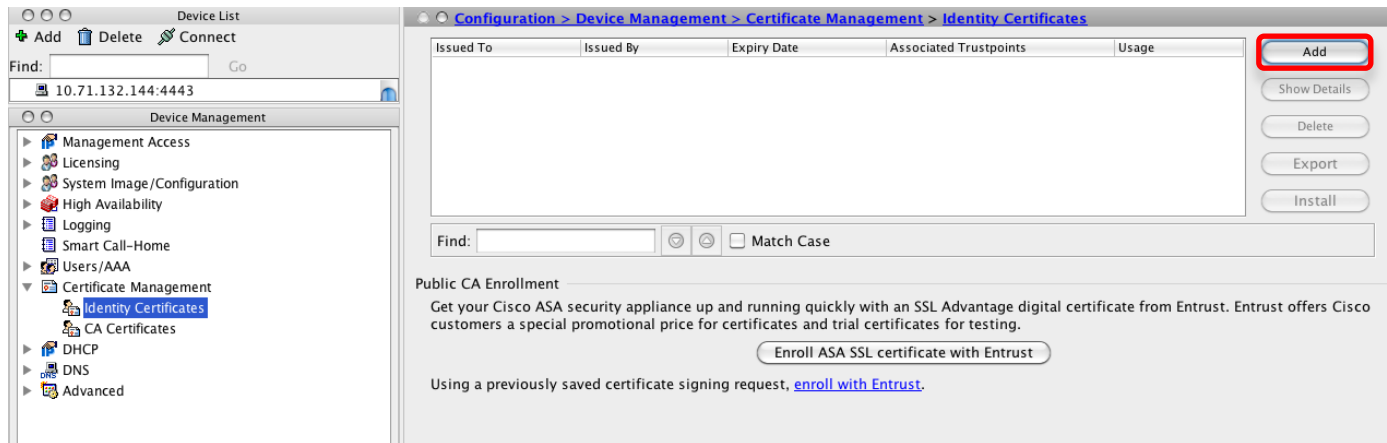 Device List
Add Delete Connect
Find: Go
10.71.132.144:4443
Device Management
Management Access
Licensing
System Image/Configuration
High Availability
Logging
Smart Call-Home
Users/AAA
Certificate Management
Identity Certificates
CA Certificates
DHCP
DNS
DNS
Advanced
Configuration > Device Management > Certificate Management > Identity Certificates
Issued To Issued By Expiry Date Associated Trustpoints Usage
Add
Show Details
Delete
Export
Install
Find: Match Case
Public CA Enrollment
Get your Cisco ASA security appliance up and running quickly with an SSL Advantage digital certificate from Entrust. Entrust offers Cisco
customers a special promotional price for certificates and trial certificates for testing.
Enroll ASA SSL certificate with Entrust
Using a previously saved certificate signing request, enroll with Entrust.